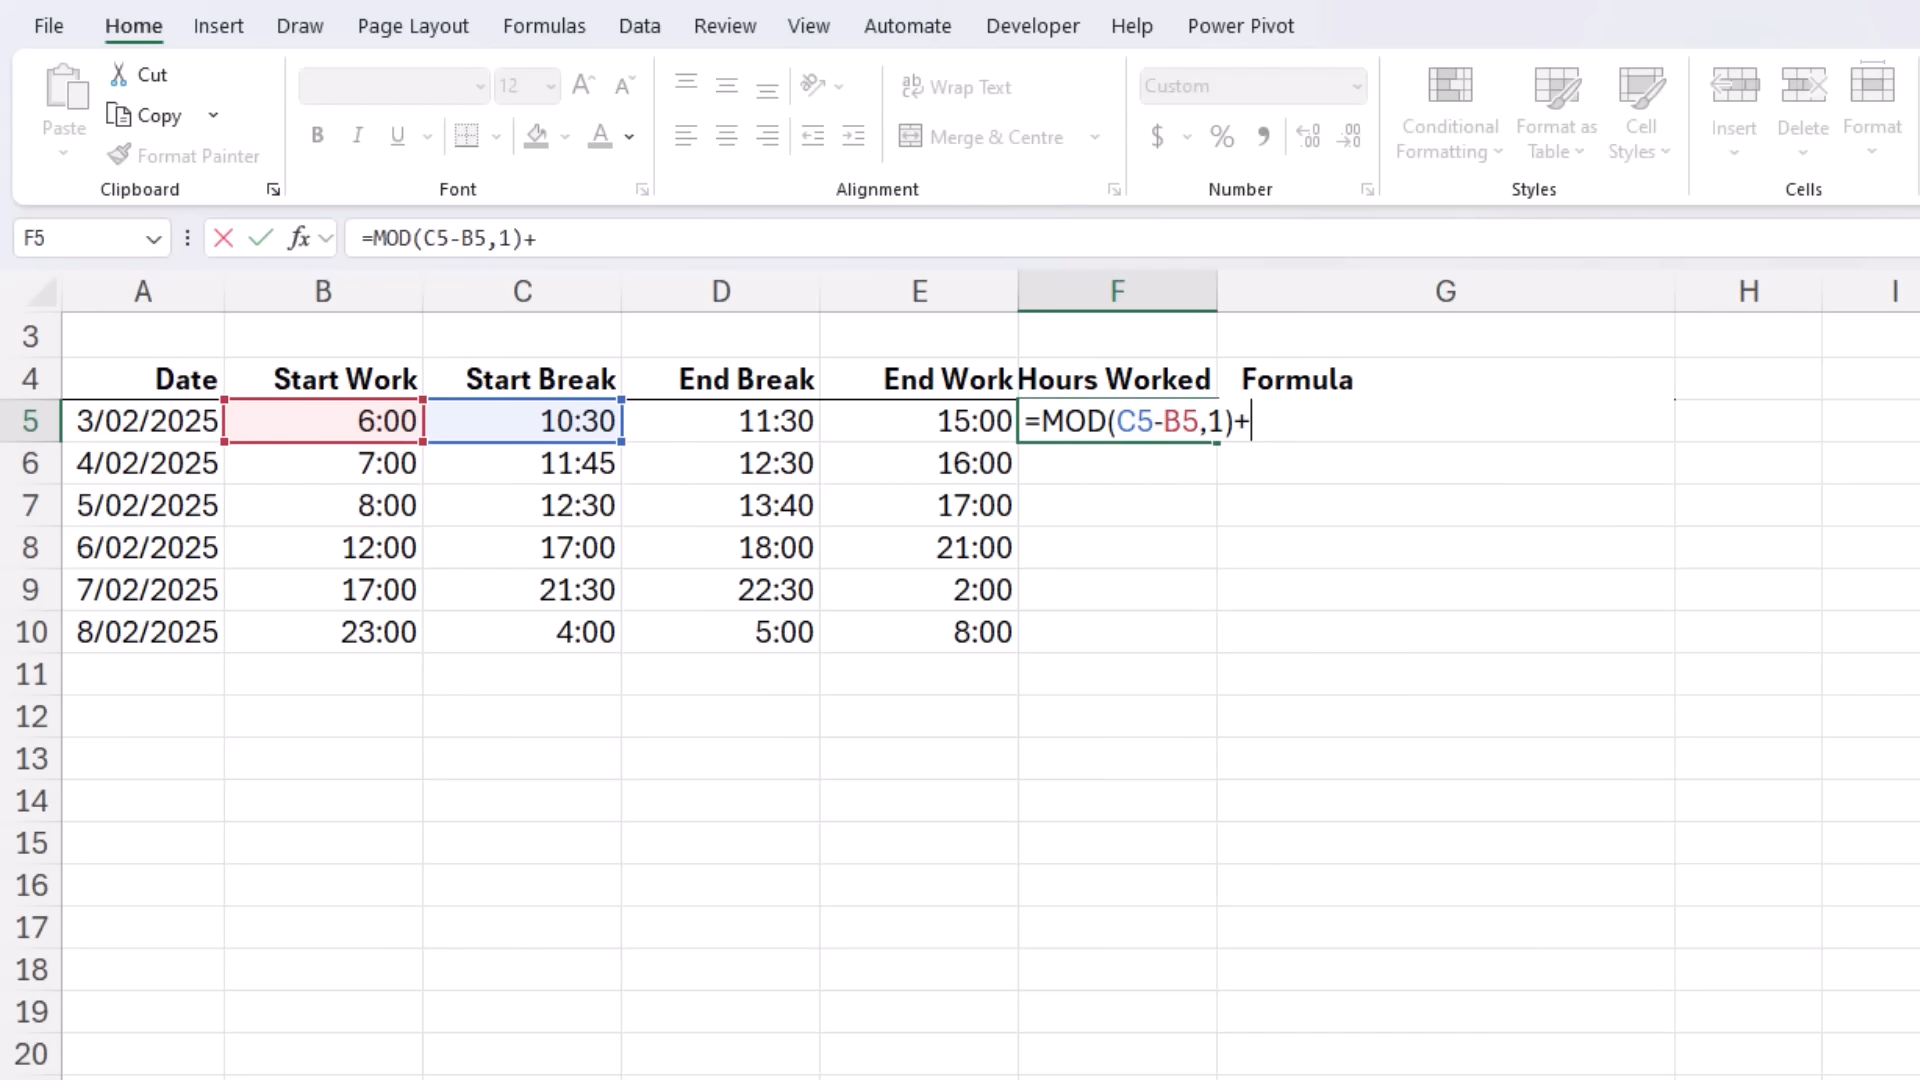 File Home Insert Draw Page Layout Formulas Data Review View Automate Developer Help Power Pivot
Paste
Cut
Copy
Format Painter
Clipboard
12
A A
B I U A
Font
ab c Wrap Text
Merge & Centre
Alignment
Custom
$ % , .00 .00
Number
Conditional Formatting
Format as Table
Cell Styles
Styles
Insert Delete Format
Cells
F5 fx =MOD(C5-B5,1)+
A B C D E F G H I
3
4 Date Start Work Start Break End Break End Work Hours Worked Formula
5 3/02/2025 6:00 10:30 11:30 15:00 =MOD(C5-B5,1)+
6 4/02/2025 7:00 11:45 12:30 16:00
7 5/02/2025 8:00 12:30 13:40 17:00
8 6/02/2025 12:00 17:00 18:00 21:00
9 7/02/2025 17:00 21:30 22:30 2:00
10 8/02/2025 23:00 4:00 5:00 8:00
11
12
13
14
15
16
17
18
19
20